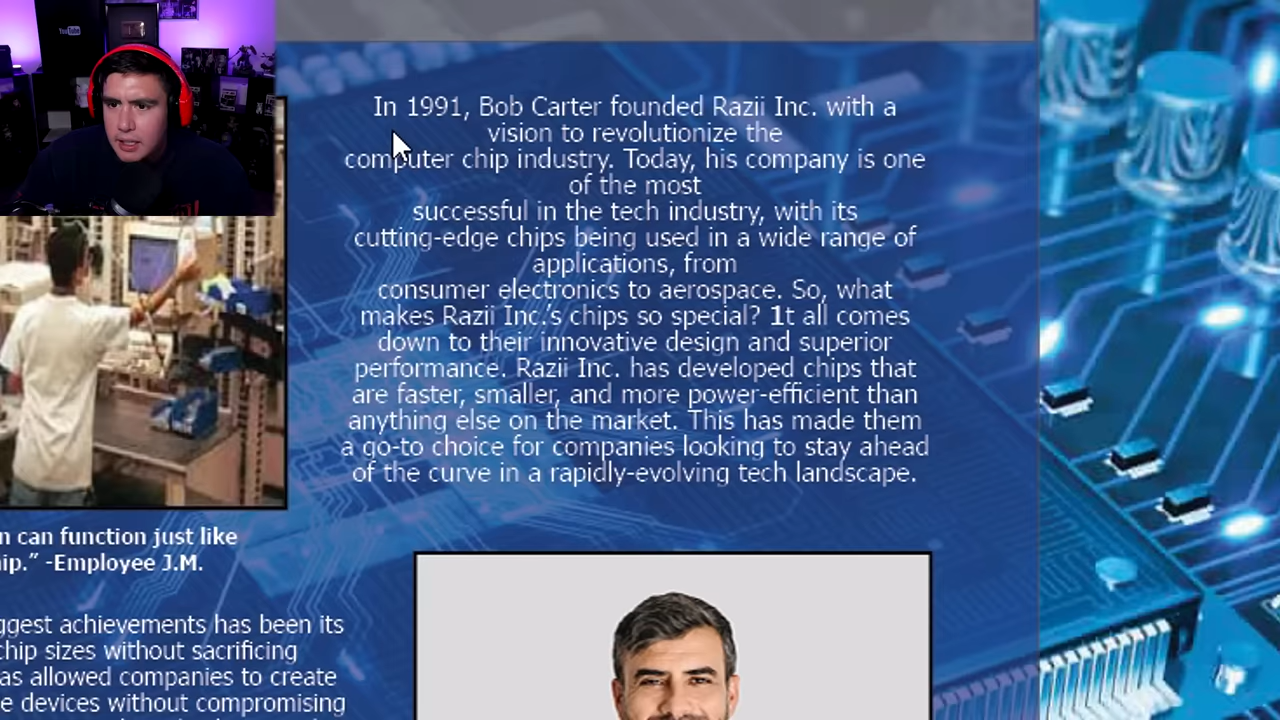 In 1991, Bob Carter founded Razii Inc. with a
vision to revolutionize the
computer chip industry. Today, his company is one
of the most
successful in the tech industry, with its
cutting-edge chips being used in a wide range of
applications, from
consumer electronics to aerospace. So, what
makes Razii Inc.'s chips so special? 1t all comes
down to their innovative design and superior
performance. Razii Inc. has developed chips that
are faster, smaller, and more power-efficient than
anything else on the market. This has made them
a go-to choice for companies looking to stay ahead
of the curve in a rapidly-evolving tech landscape.
n can function just like
ip.” -Employee J.M.
ggest achievements has been its
chip sizes without sacrificing
as allowed companies to create
e devices without compromising